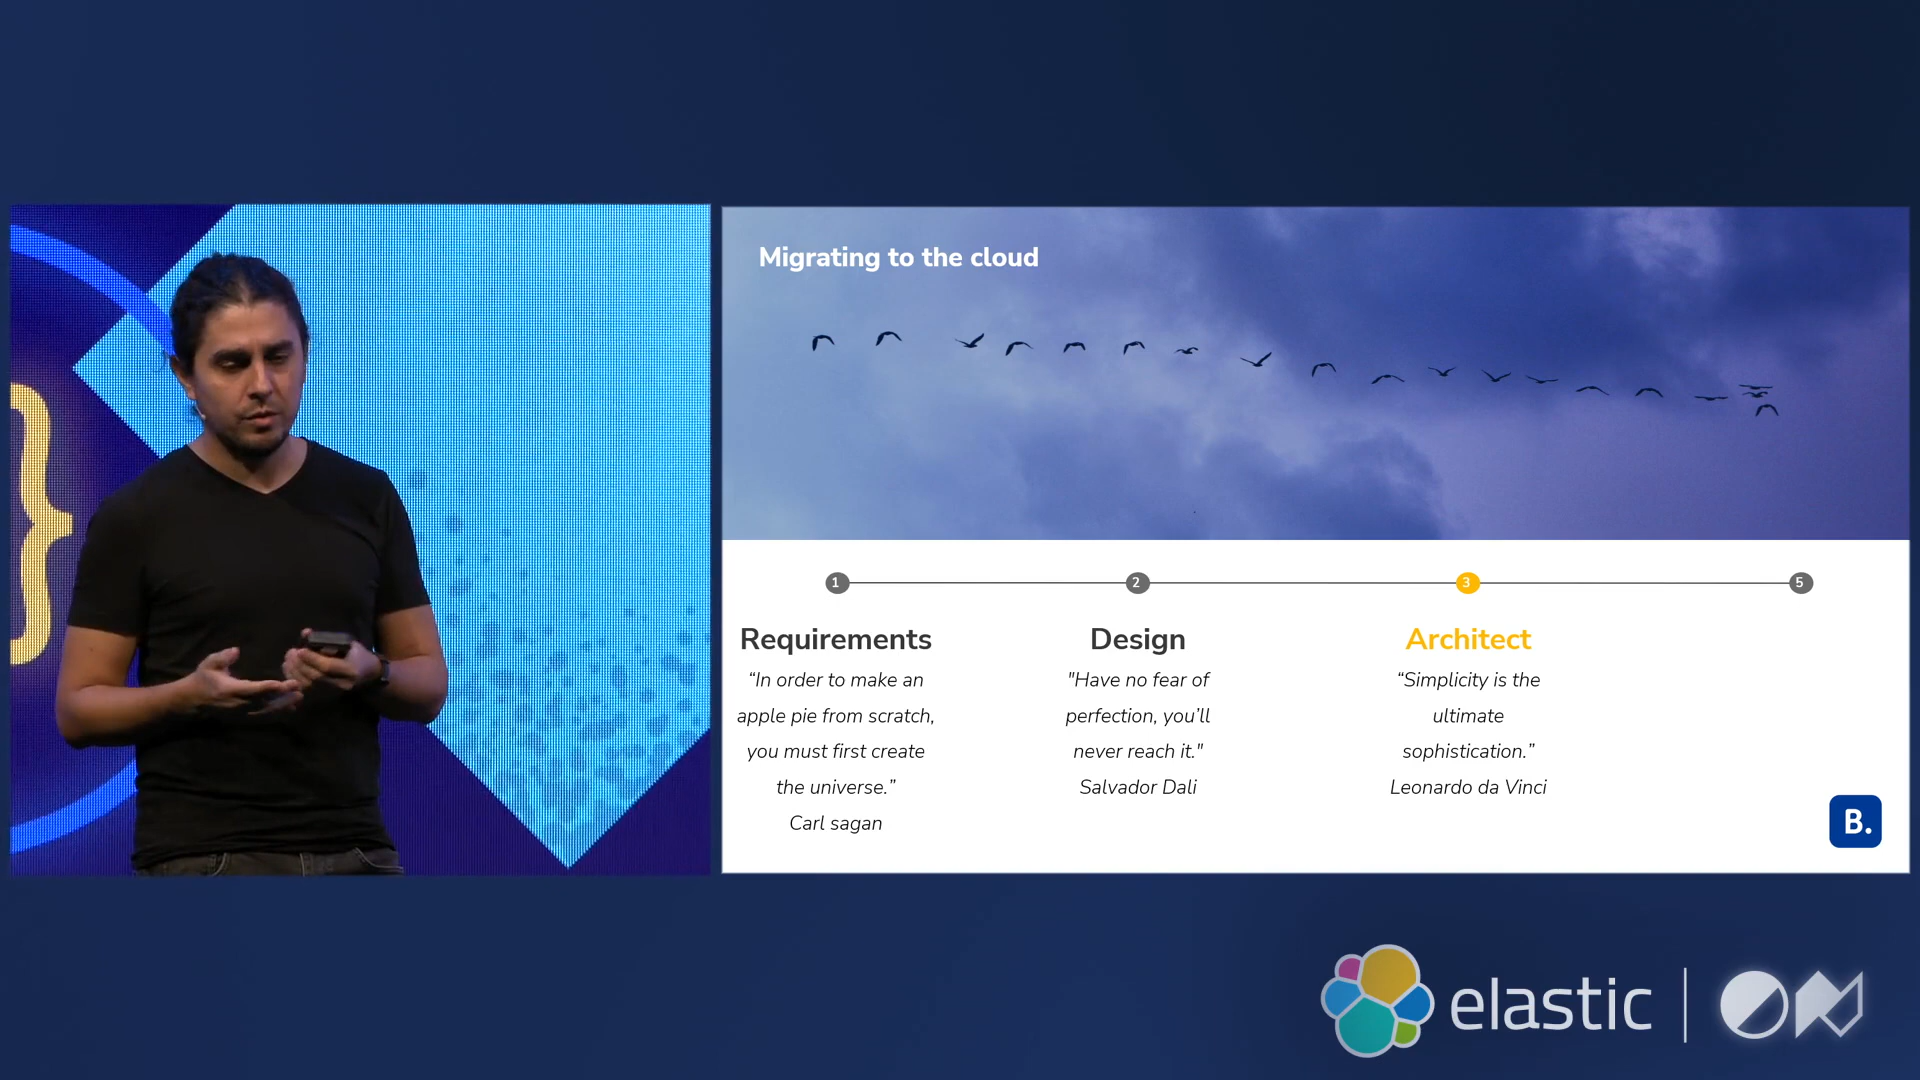 Migrating to the cloud
1 2 3 5
Requirements
“In order to make an
apple pie from scratch,
you must first create
the universe.”
Carl sagan
Design
"Have no fear of
perfection, you’ll
never reach it."
Salvador Dali
Architect
“Simplicity is the
ultimate
sophistication.”
Leonardo da Vinci
B.
}
elastic | ON